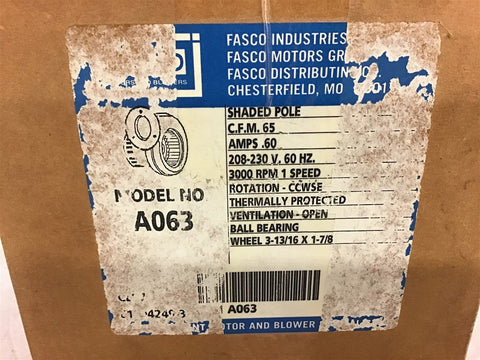 FASCO INDUSTRIES
FASCO MOTORS GR
FASCO DISTRIBUTIN
CHESTERFIELD, MO
SHADED POLE
C.F.M. 65
AMPS .60
208-230 V. 60 HZ.
3000 RPM 1 SPEED
ROTATION - CCWSE
THERMALLY PROTECTED
VENTILATION - OPEN
BALL BEARING
WHEEL 3-13/16 X 1-7/8
MODEL NO
A063
A063
OTOR AND BLOWER